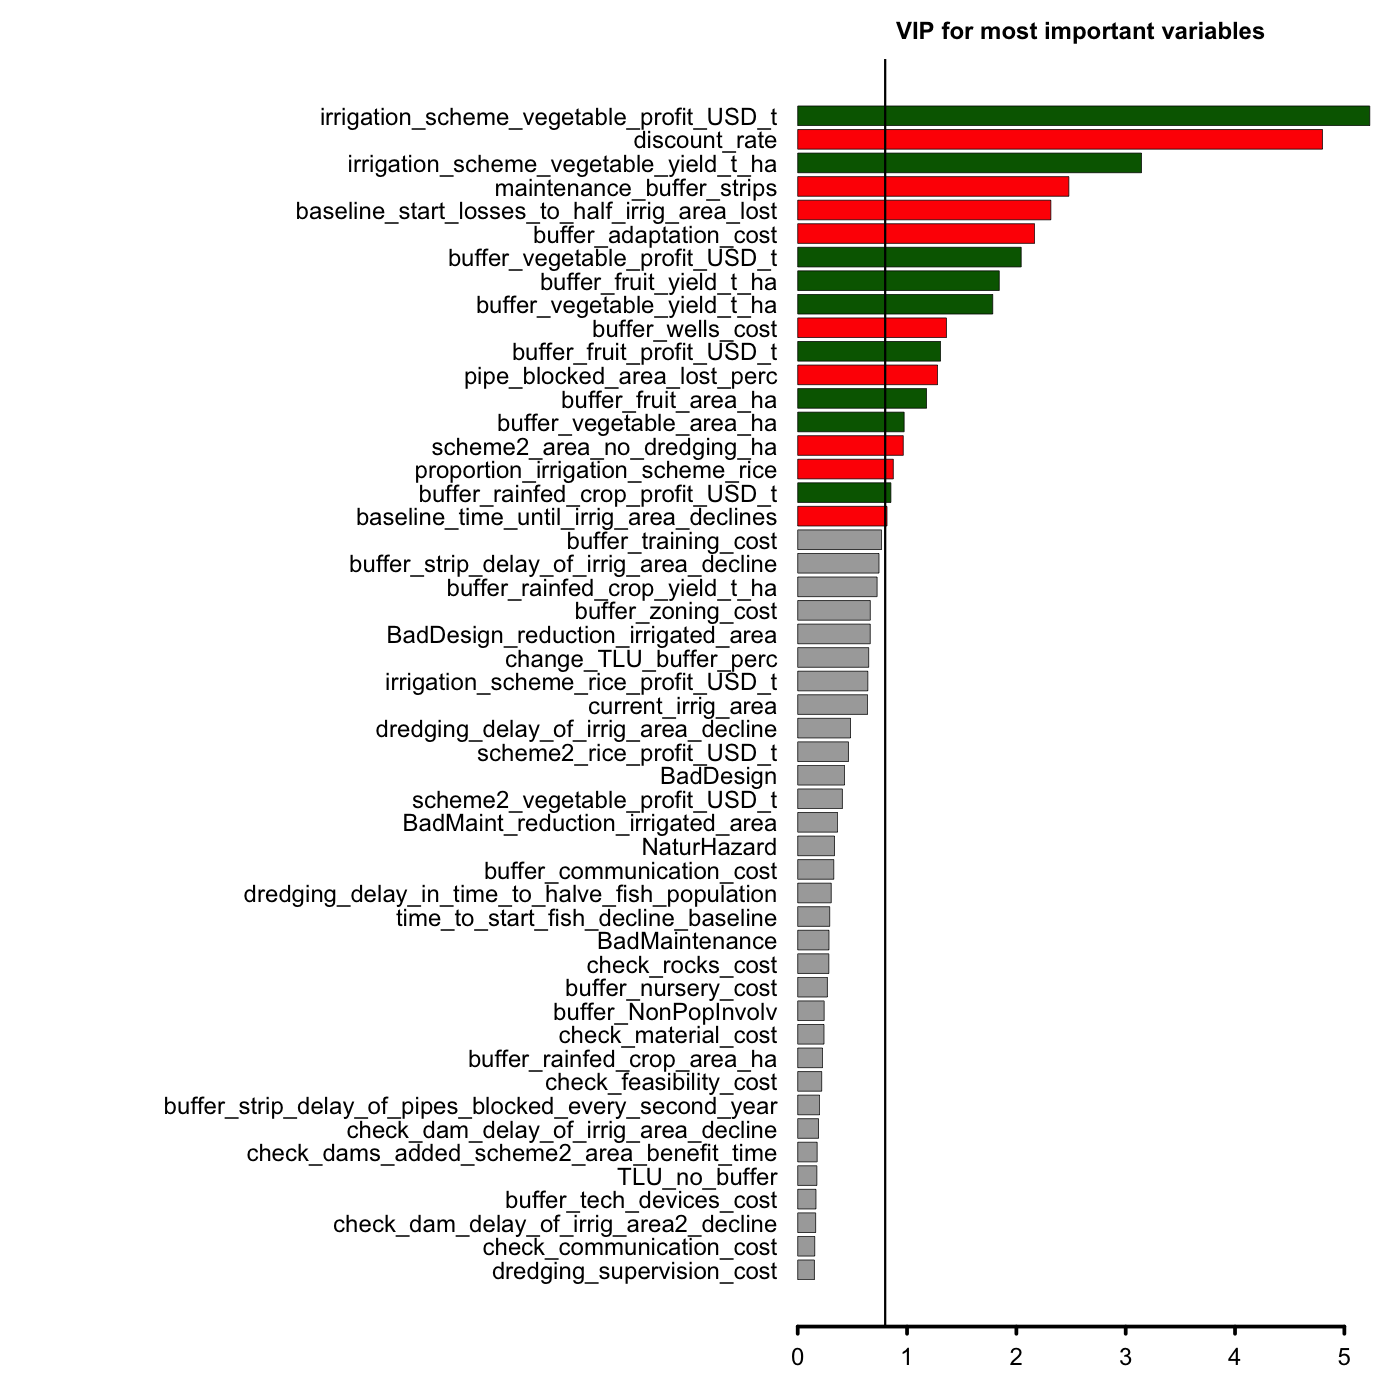 VIP for most important variables
irrigation_scheme_vegetable_profit_USD_t
discount_rate
irrigation_scheme_vegetable_yield_t_ha
maintenance_buffer_strips
baseline_start_losses_to_half_irrig_area_lost
buffer_adaptation_cost
buffer_vegetable_profit_USD_t
buffer_fruit_yield_t_ha
buffer_vegetable_yield_t_ha
buffer_wells_cost
buffer_fruit_profit_USD_t
pipe_blocked_area_lost_perc
buffer_fruit_area_ha
buffer_vegetable_area_ha
scheme2_area_no_dredging_ha
proportion_irrigation_scheme_rice
buffer_rainfed_crop_profit_USD_t
baseline_time_until_irrig_area_declines
buffer_training_cost
buffer_strip_delay_of_irrig_area_decline
buffer_rainfed_crop_yield_t_ha
buffer_zoning_cost
BadDesign_reduction_irrigated_area
change_TLU_buffer_perc
irrigation_scheme_rice_profit_USD_t
current_irrig_area
dredging_delay_of_irrig_area_decline
scheme2_rice_profit_USD_t
BadDesign
scheme2_vegetable_profit_USD_t
BadMaint_reduction_irrigated_area
NaturHazard
buffer_communication_cost
dredging_delay_in_time_to_halve_fish_population
time_to_start_fish_decline_baseline
BadMaintenance
check_rocks_cost
buffer_nursery_cost
buffer_NonPopInvolv
check_material_cost
buffer_rainfed_crop_area_ha
check_feasibility_cost
buffer_strip_delay_of_pipes_blocked_every_second_year
check_dam_delay_of_irrig_area_decline
check_dams_added_scheme2_area_benefit_time
TLU_no_buffer
buffer_tech_devices_cost
check_dam_delay_of_irrig_area2_decline
check_communication_cost
dredging_supervision_cost
0 1 2 3 4 5